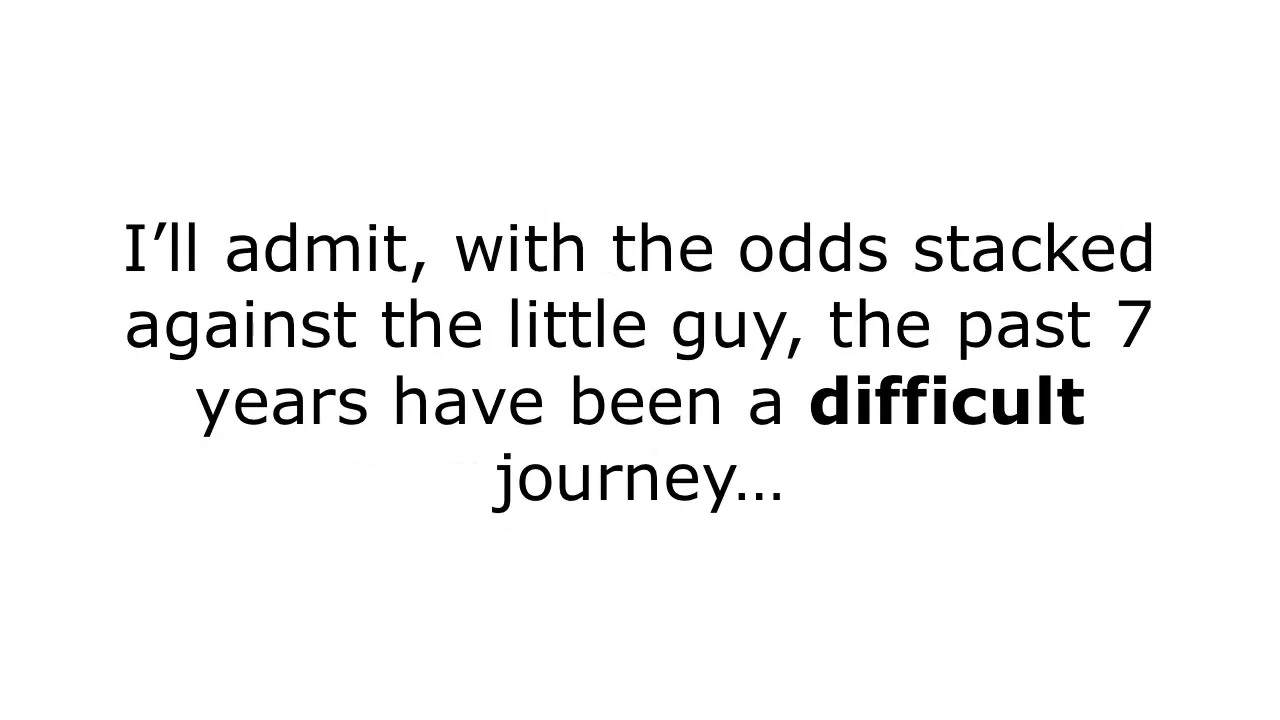 I’ll admit, with the odds stacked
against the little guy, the past 7
years have been a difficult
journey…